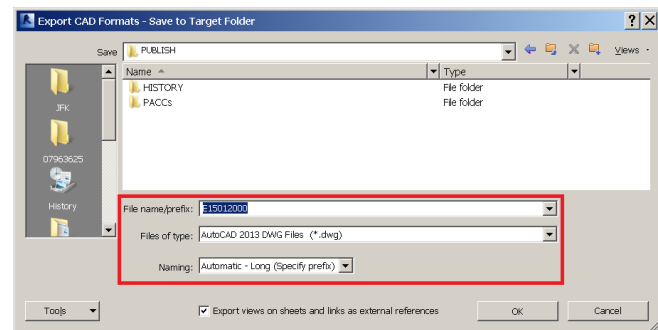 Export CAD Formats - Save to Target Folder
Save PUBLISH Views
Name Type
HISTORY File folder
PACCs File folder
JFK
07963625
History
File name/prefix: E15012000
Files of type: AutoCAD 2013 DWG Files (*.dwg)
Naming: Automatic - Long (Specify prefix)
Tools Export views on sheets and links as external references OK Cancel